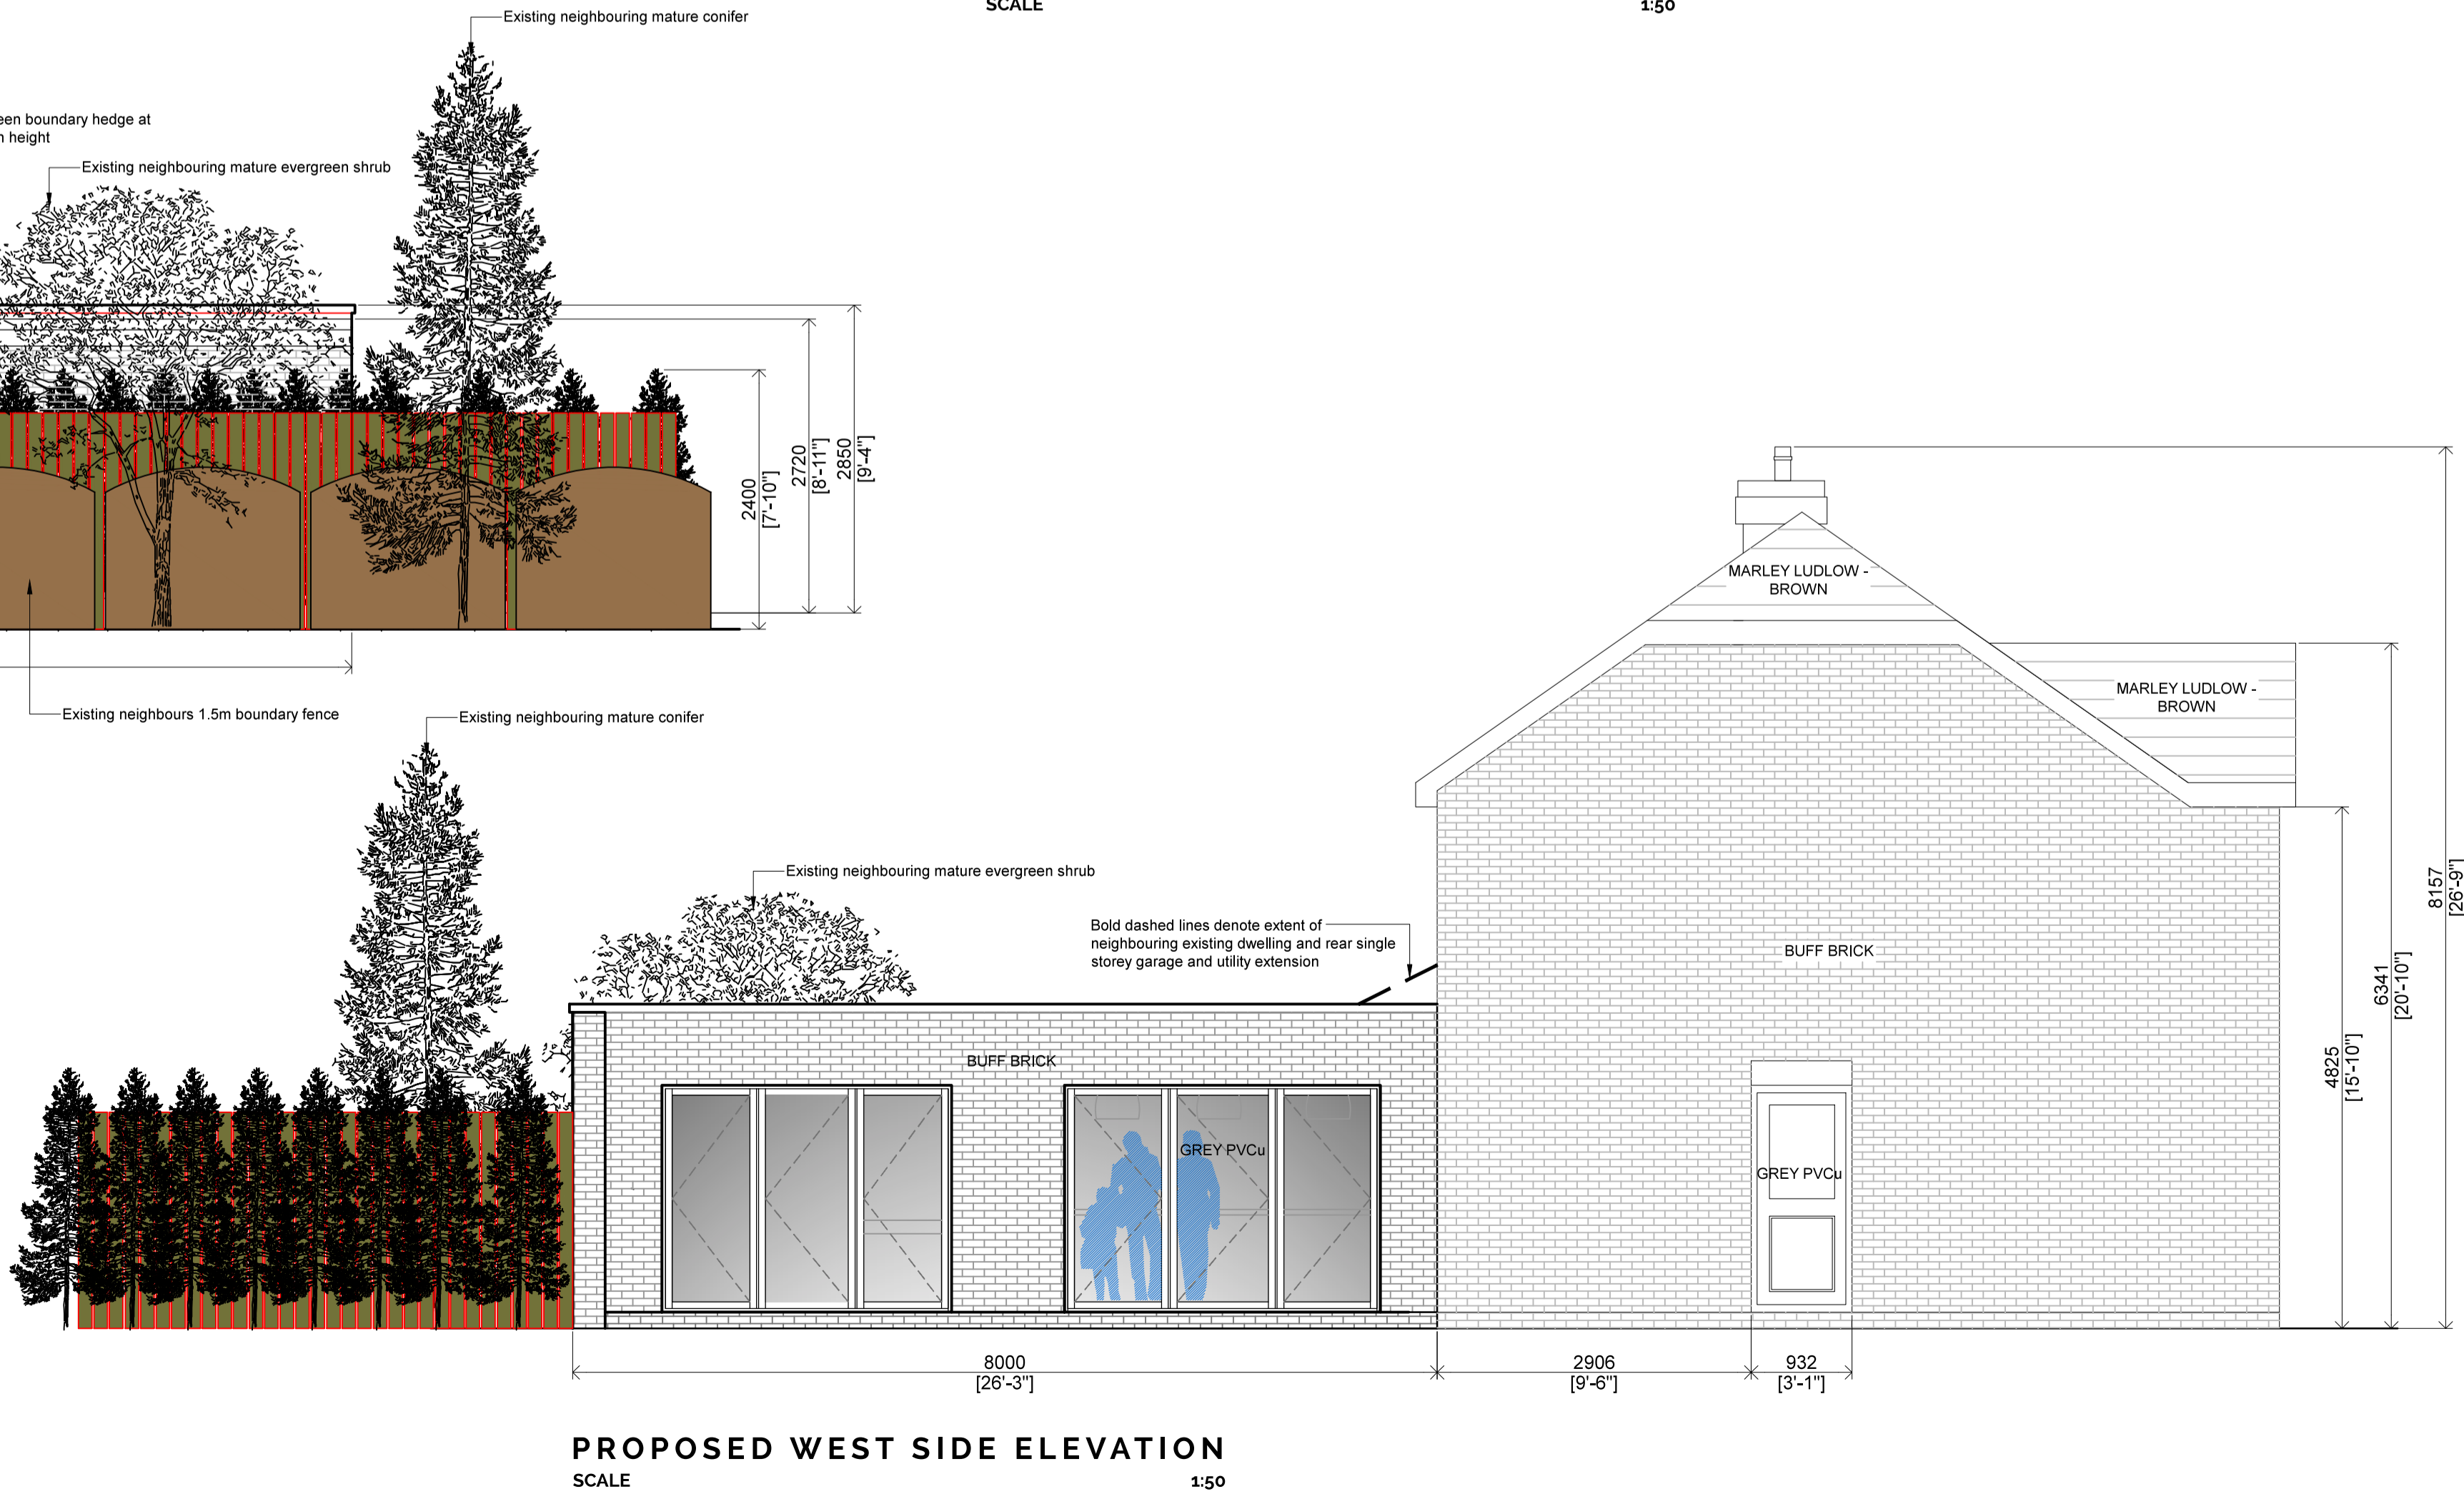 SCALE 1:50
Existing neighbouring mature conifer
een boundary hedge at
height
Existing neighbouring mature evergreen shrub
2400
[7'-10"]
2720
[8'-11"]
2850
[9'-4"]
Existing neighbours 1.5m boundary fence
Existing neighbouring mature conifer
Existing neighbouring mature evergreen shrub
Bold dashed lines denote extent of
neighbouring existing dwelling and rear single
storey garage and utility extension
MARLEY LUDLOW -
BROWN
MARLEY LUDLOW -
BROWN
BUFF BRICK
BUFF BRICK
GREY PVCu
GREY PVCu
4825
[15'-10"]
6341
[20'-10"]
8157
[26'-9"]
8000
[26'-3"]
2906
[9'-6"]
932
[3'-1"]
PROPOSED WEST SIDE ELEVATION
SCALE 1:50